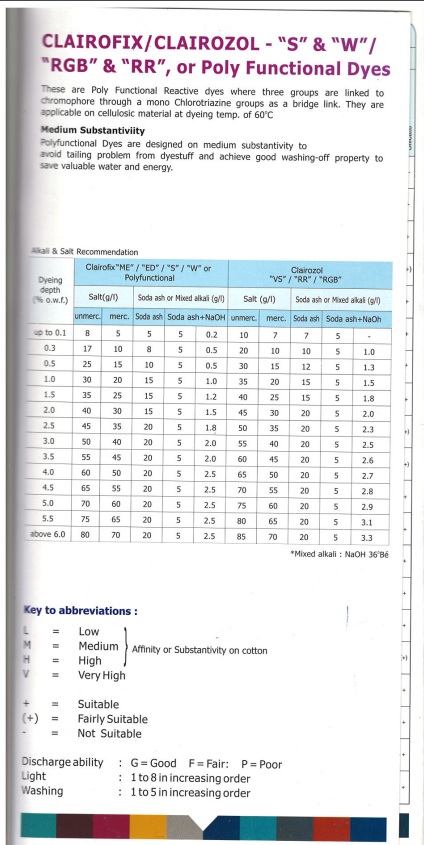 CLAIROFIX/CLAIROZOL - "S" & "W"/
"RGB" & "RR", or Poly Functional Dyes
These are Poly Functional Reactive dyes where three groups are linked to
chromophore through a mono Chlorotriazine groups as a bridge link. They are
applicable on cellulosic material at dyeing temp. of 60°C
Medium Substantiviity
Polyfunctional Dyes are designed on medium substantivity to
avoid tailing problem from dyestuff and achieve good washing-off property to
save valuable water and energy.
Alkali & Salt Recommendation
Dyeing depth (% o.w.f.) Clairofix"ME" / "ED" / "S" / "W" or Polyfunctional Clairozol "VS" / "RR" / "RGB"
Salt(g/l) Soda ash or Mixed alkali (g/l) Salt (g/l) Soda ash or Mixed alkali (g/l)
unmerc. merc. Soda ash Soda ash+NaOH unmerc. merc. Soda ash Soda ash+NaOh
up to 0.1 8 5 5 5 0.2 10 7 7 5 -
0.3 17 10 8 5 0.5 20 10 10 5 1.0
0.5 25 15 10 5 0.5 30 15 12 5 1.3
1.0 30 20 15 5 1.0 35 20 15 5 1.5
1.5 35 25 15 5 1.2 40 25 15 5 1.8
2.0 40 30 15 5 1.5 45 30 20 5 2.0
2.5 45 35 20 5 1.8 50 35 20 5 2.3
3.0 50 40 20 5 2.0 55 40 20 5 2.5
3.5 55 45 20 5 2.0 60 45 20 5 2.6
4.0 60 50 20 5 2.5 65 50 20 5 2.7
4.5 65 55 20 5 2.5 70 55 20 5 2.8
5.0 70 60 20 5 2.5 75 60 20 5 2.9
5.5 75 65 20 5 2.5 80 65 20 5 3.1
above 6.0 80 70 20 5 2.5 85 70 20 5 3.3
*Mixed alkali : NaOH 36°Bé
Key to abbreviations :
L = Low
M = Medium
H = High
Affinity or Substantivity on cotton
V = Very High
+ = Suitable
(+) = Fairly Suitable
- = Not Suitable
Discharge ability : G = Good F = Fair: P = Poor
Light : 1 to 8 in increasing order
Washing : 1 to 5 in increasing order